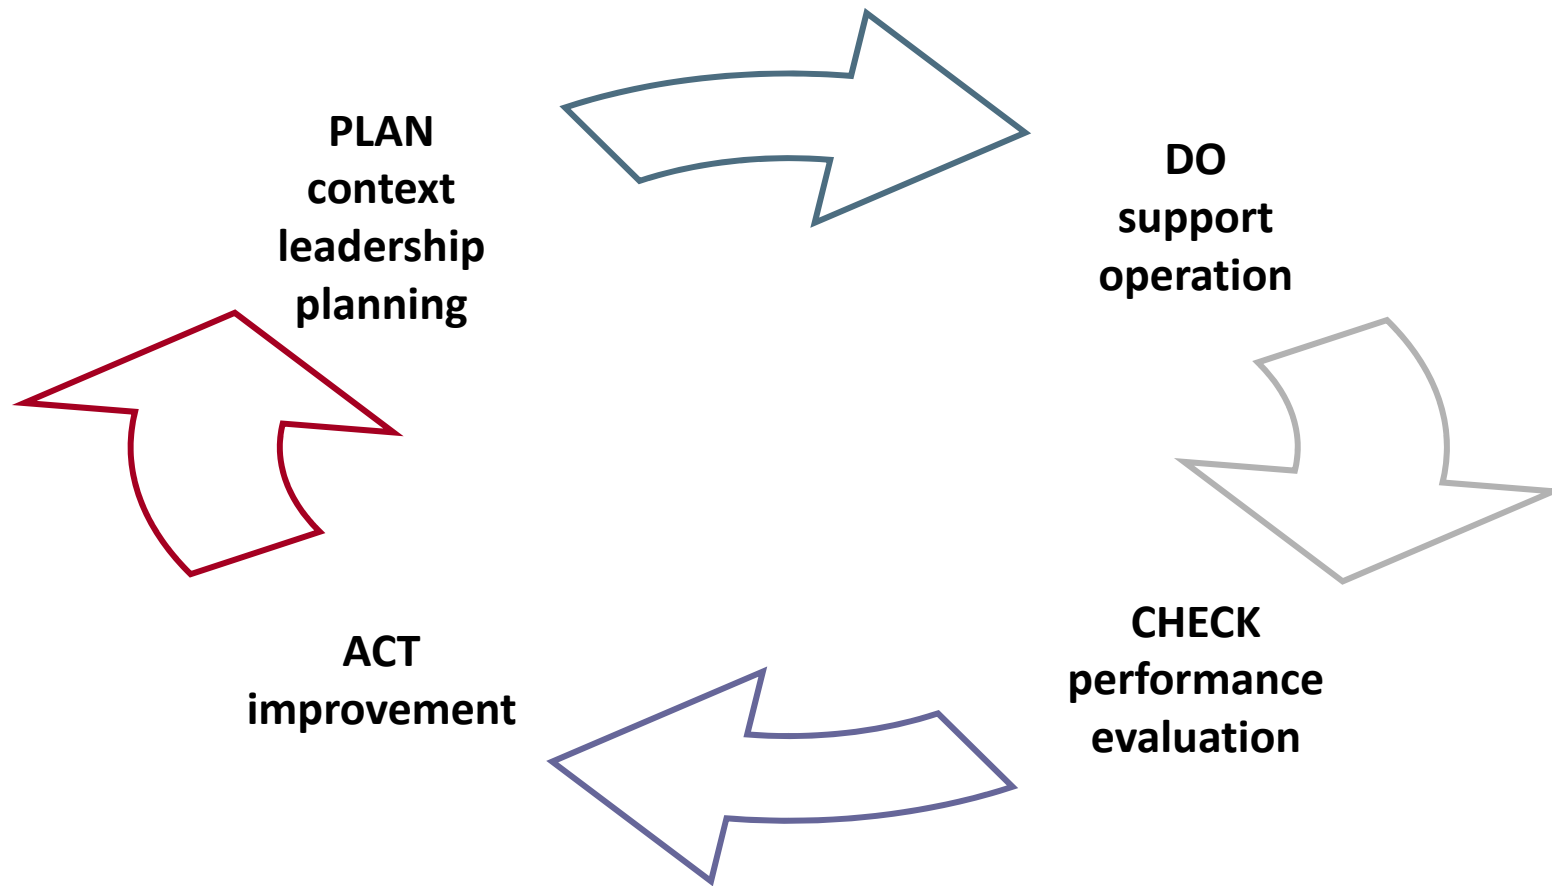 PLAN
context
leadership
planning
DO
support
operation
CHECK
performance
evaluation
ACT
improvement